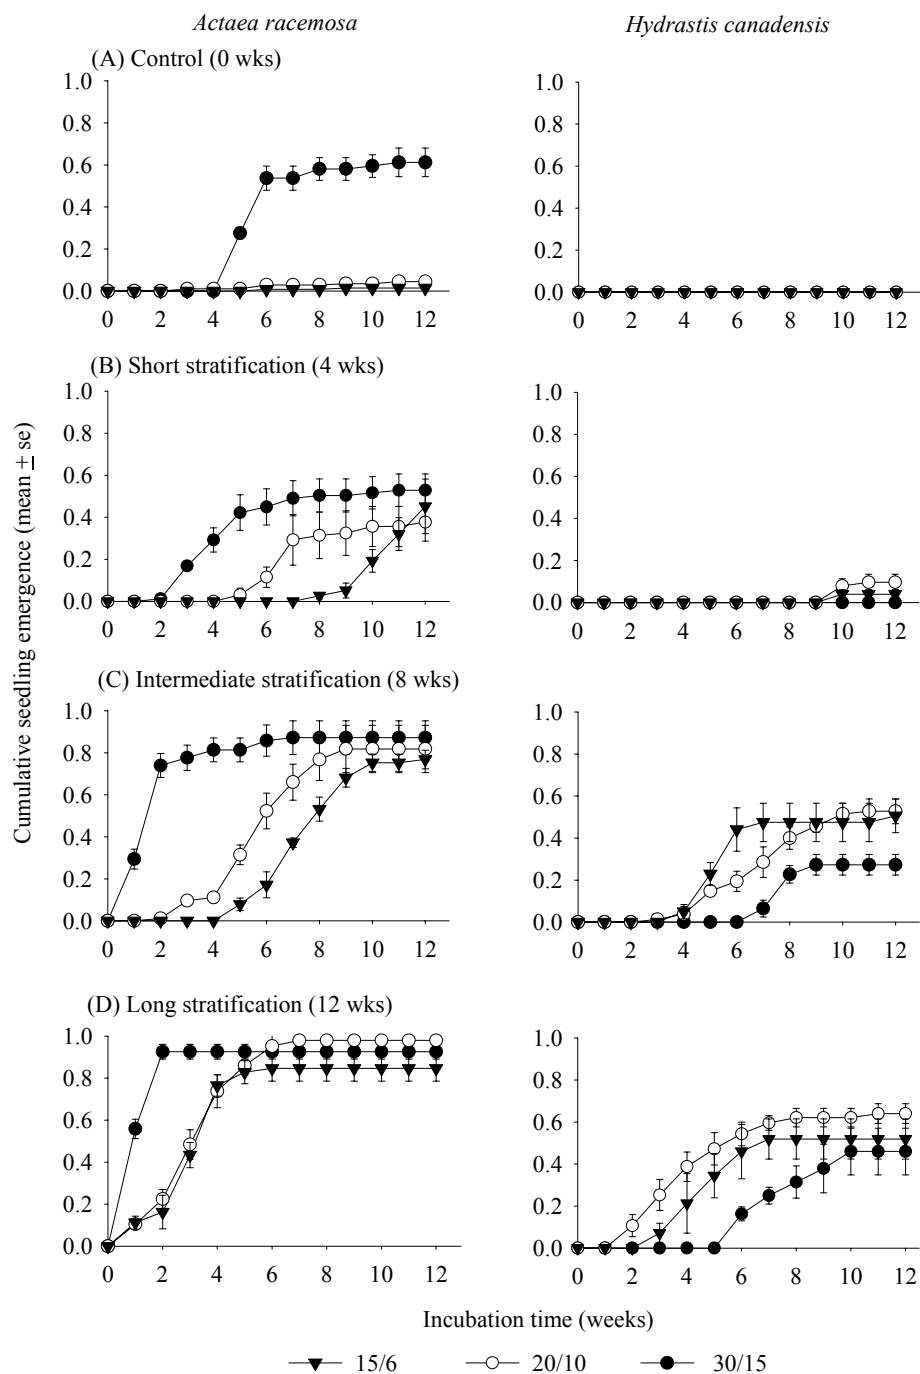 Actaea racemosa
Hydrastis canadensis
(A) Control (0 wks)
1.0
0.8
0.6
0.4
0.2
0.0
0 2 4 6 8 10 12
1.0
0.8
0.6
0.4
0.2
0.0
0 2 4 6 8 10 12
(B) Short stratification (4 wks)
1.0
0.8
0.6
0.4
0.2
0.0
0 2 4 6 8 10 12
1.0
0.8
0.6
0.4
0.2
0.0
0 2 4 6 8 10 12
Cumulative seedling emergence (mean ± se)
(C) Intermediate stratification (8 wks)
1.0
0.8
0.6
0.4
0.2
0.0
0 2 4 6 8 10 12
1.0
0.8
0.6
0.4
0.2
0.0
0 2 4 6 8 10 12
(D) Long stratification (12 wks)
1.0
0.8
0.6
0.4
0.2
0.0
0 2 4 6 8 10 12
1.0
0.8
0.6
0.4
0.2
0.0
0 2 4 6 8 10 12
Incubation time (weeks)
15/6 20/10 30/15